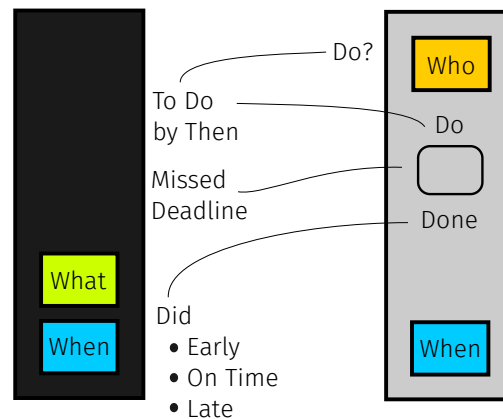 Do?
Who
To Do
by Then
Do
Missed
Deadline
Done
What
Did
When
• Early
When
• On Time
• Late